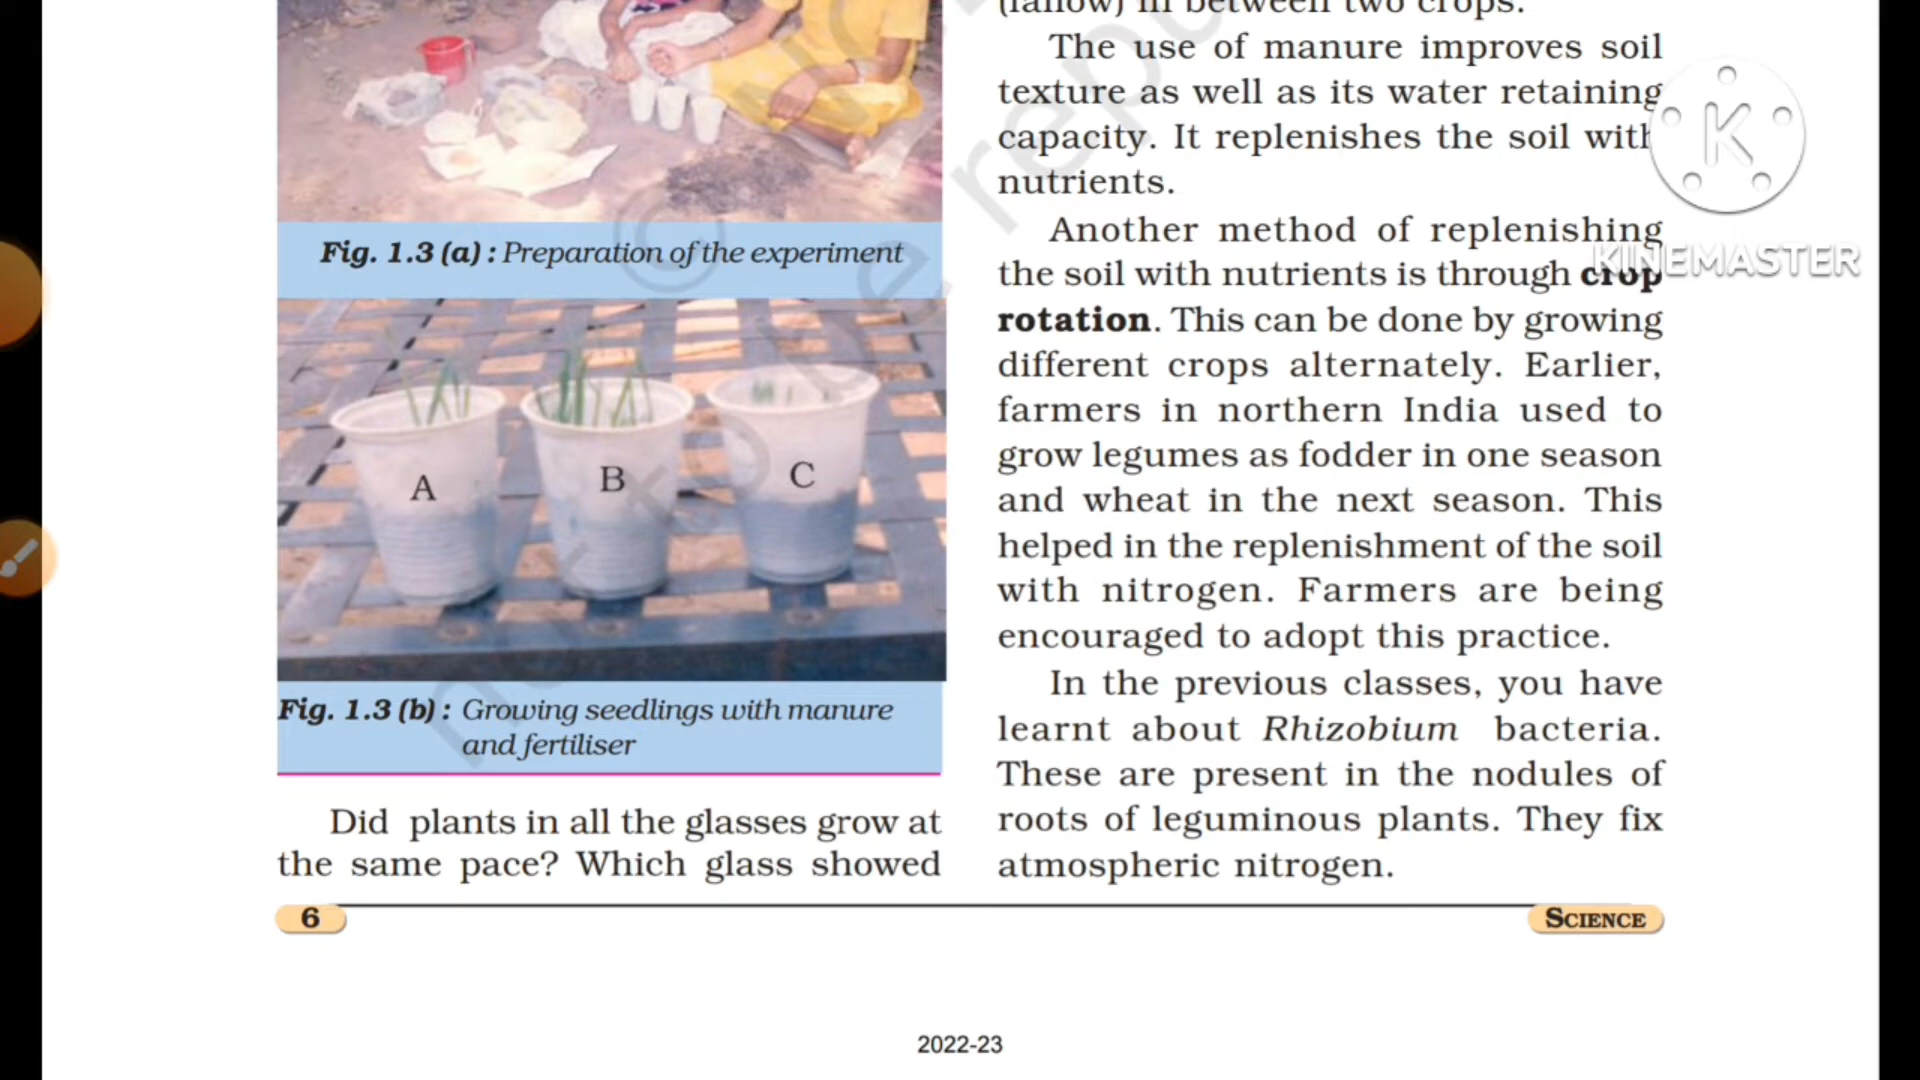 Fig. 1.3 (a) : Preparation of the experiment
A
B
C
Fig. 1.3 (b) : Growing seedlings with manure
and fertiliser
Did plants in all the glasses grow at
the same pace? Which glass showed
(fallow) in between two crops.
The use of manure improves soil
texture as well as its water retaining
capacity. It replenishes the soil with
nutrients.
Another method of replenishing
the soil with nutrients is through crop
rotation. This can be done by growing
different crops alternately. Earlier,
farmers in northern India used to
grow legumes as fodder in one season
and wheat in the next season. This
helped in the replenishment of the soil
with nitrogen. Farmers are being
encouraged to adopt this practice.
In the previous classes, you have
learnt about Rhizobium bacteria.
These are present in the nodules of
roots of leguminous plants. They fix
atmospheric nitrogen.
6
SCIENCE
2022-23
K
KINEMASTER